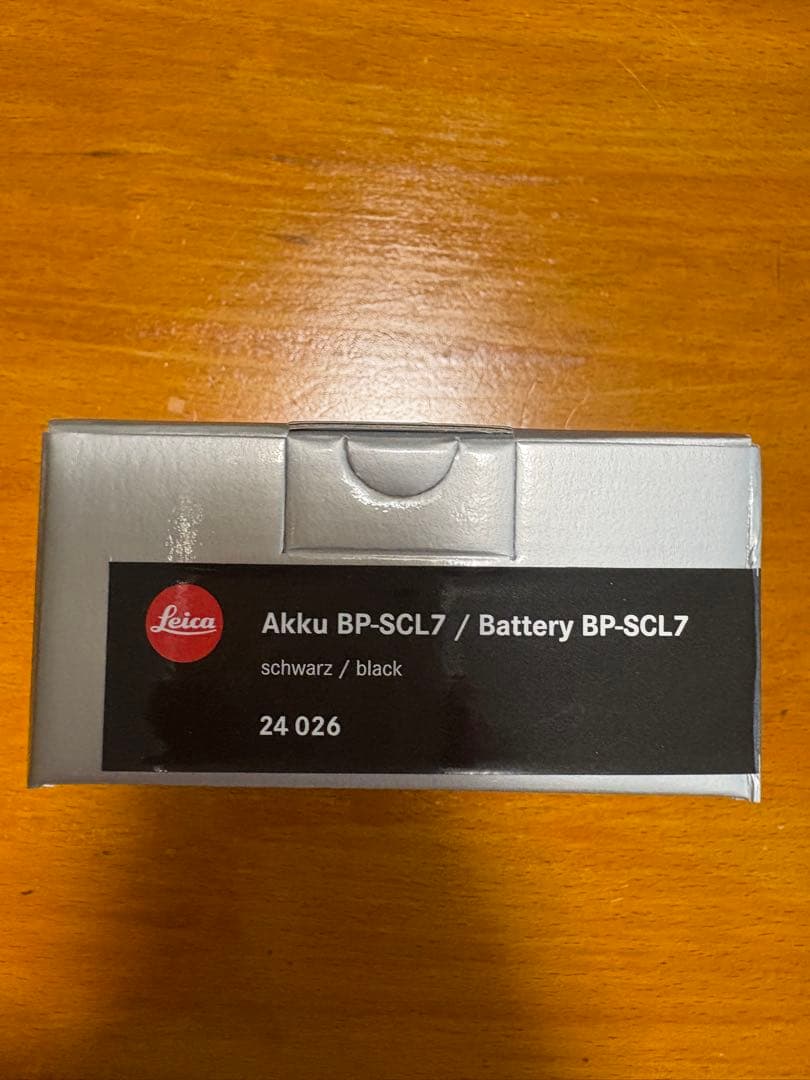 Leica
Akku BP-SCL7 / Battery BP-SCL7
schwarz / black
24 026